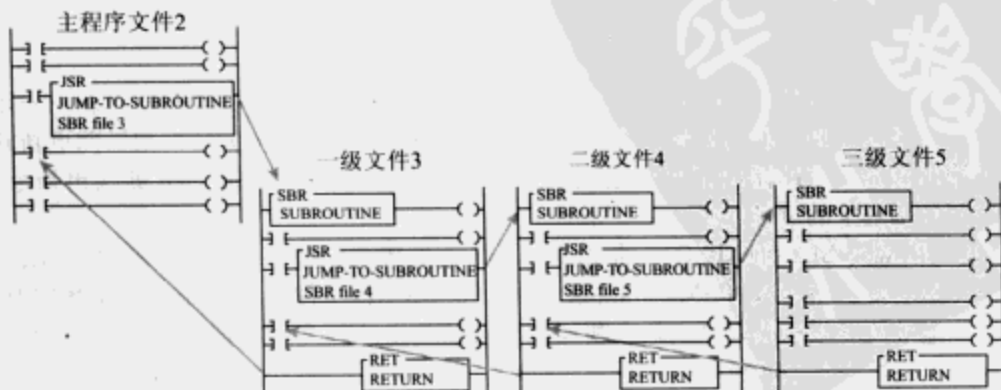 主程序文件2
JSR
JUMP-TO-SUBROUTINE
SBR file 3
一级文件3
SBR
SUBROUTINE
JSR
JUMP-TO-SUBROUTINE
SBR file 4
RET
RETURN
二级文件4
SBR
SUBROUTINE
JSR
JUMP-TO-SUBROUTINE
SBR file 5
RET
RETURN
三级文件5
SBR
SUBROUTINE
RET
RETURN